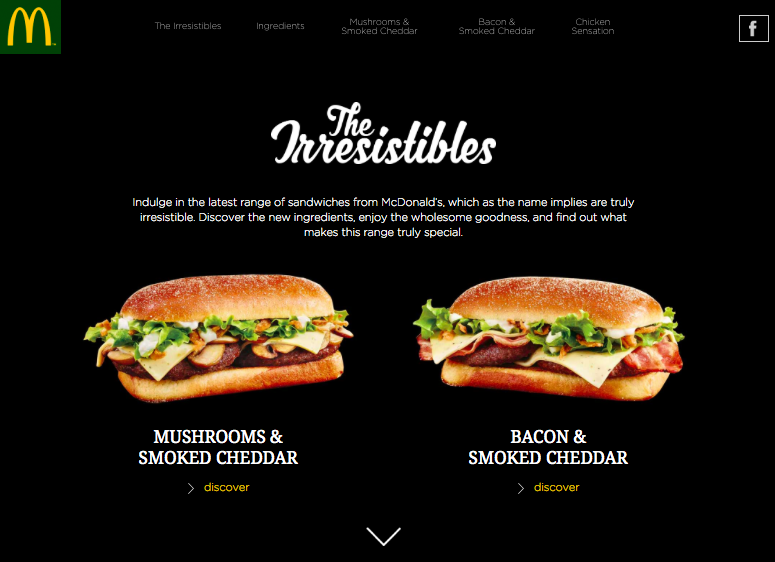 The Irresistibles
Ingredients
Mushrooms &
Smoked Cheddar
Bacon &
Smoked Cheddar
Chicken
Sensation
f
The
Irresistibles
Indulge in the latest range of sandwiches from McDonald's, which as the name implies are truly
irresistible. Discover the new ingredients, enjoy the wholesome goodness, and find out what
makes this range truly special.
MUSHROOMS &
SMOKED CHEDDAR
discover
BACON &
SMOKED CHEDDAR
discover